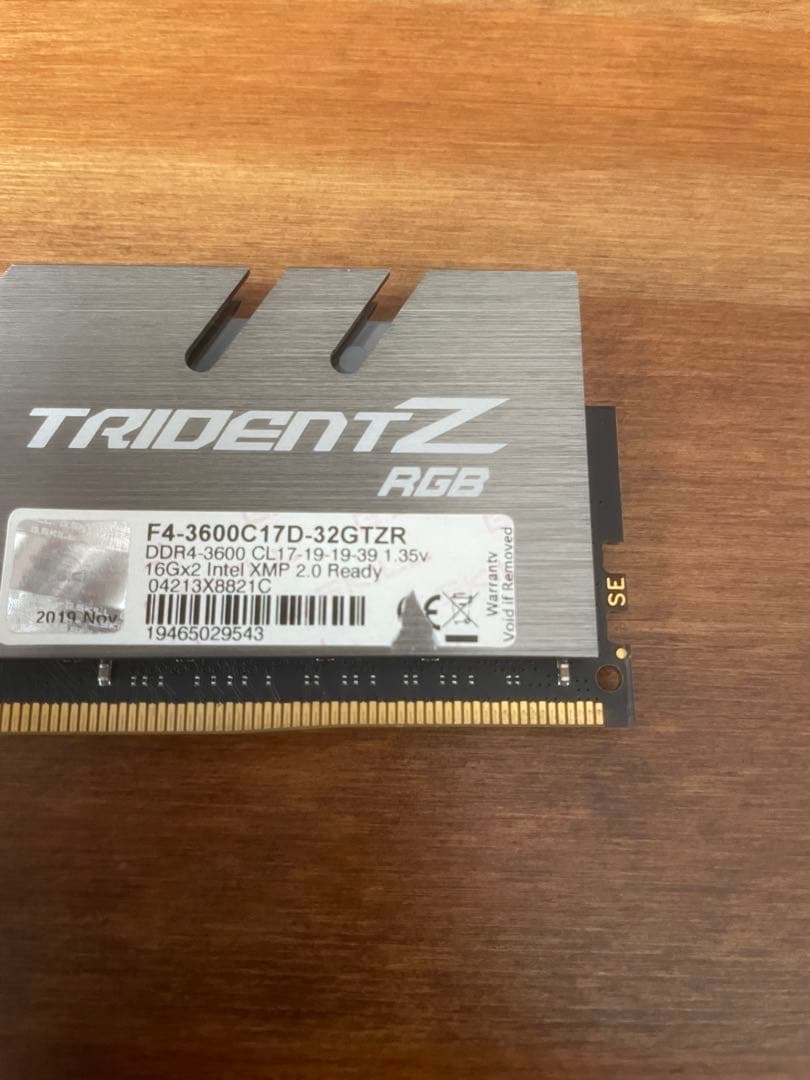 TRIDENTZ
RGB
F4-3600C17D-32GTZR
DDR4-3600 CL17-19-19-39 1.35v
16Gx2 Intel XMP 2.0 Ready
04213X8821C
2019 Nov
19465029543
CE
Warranty
Void if Removed
SE